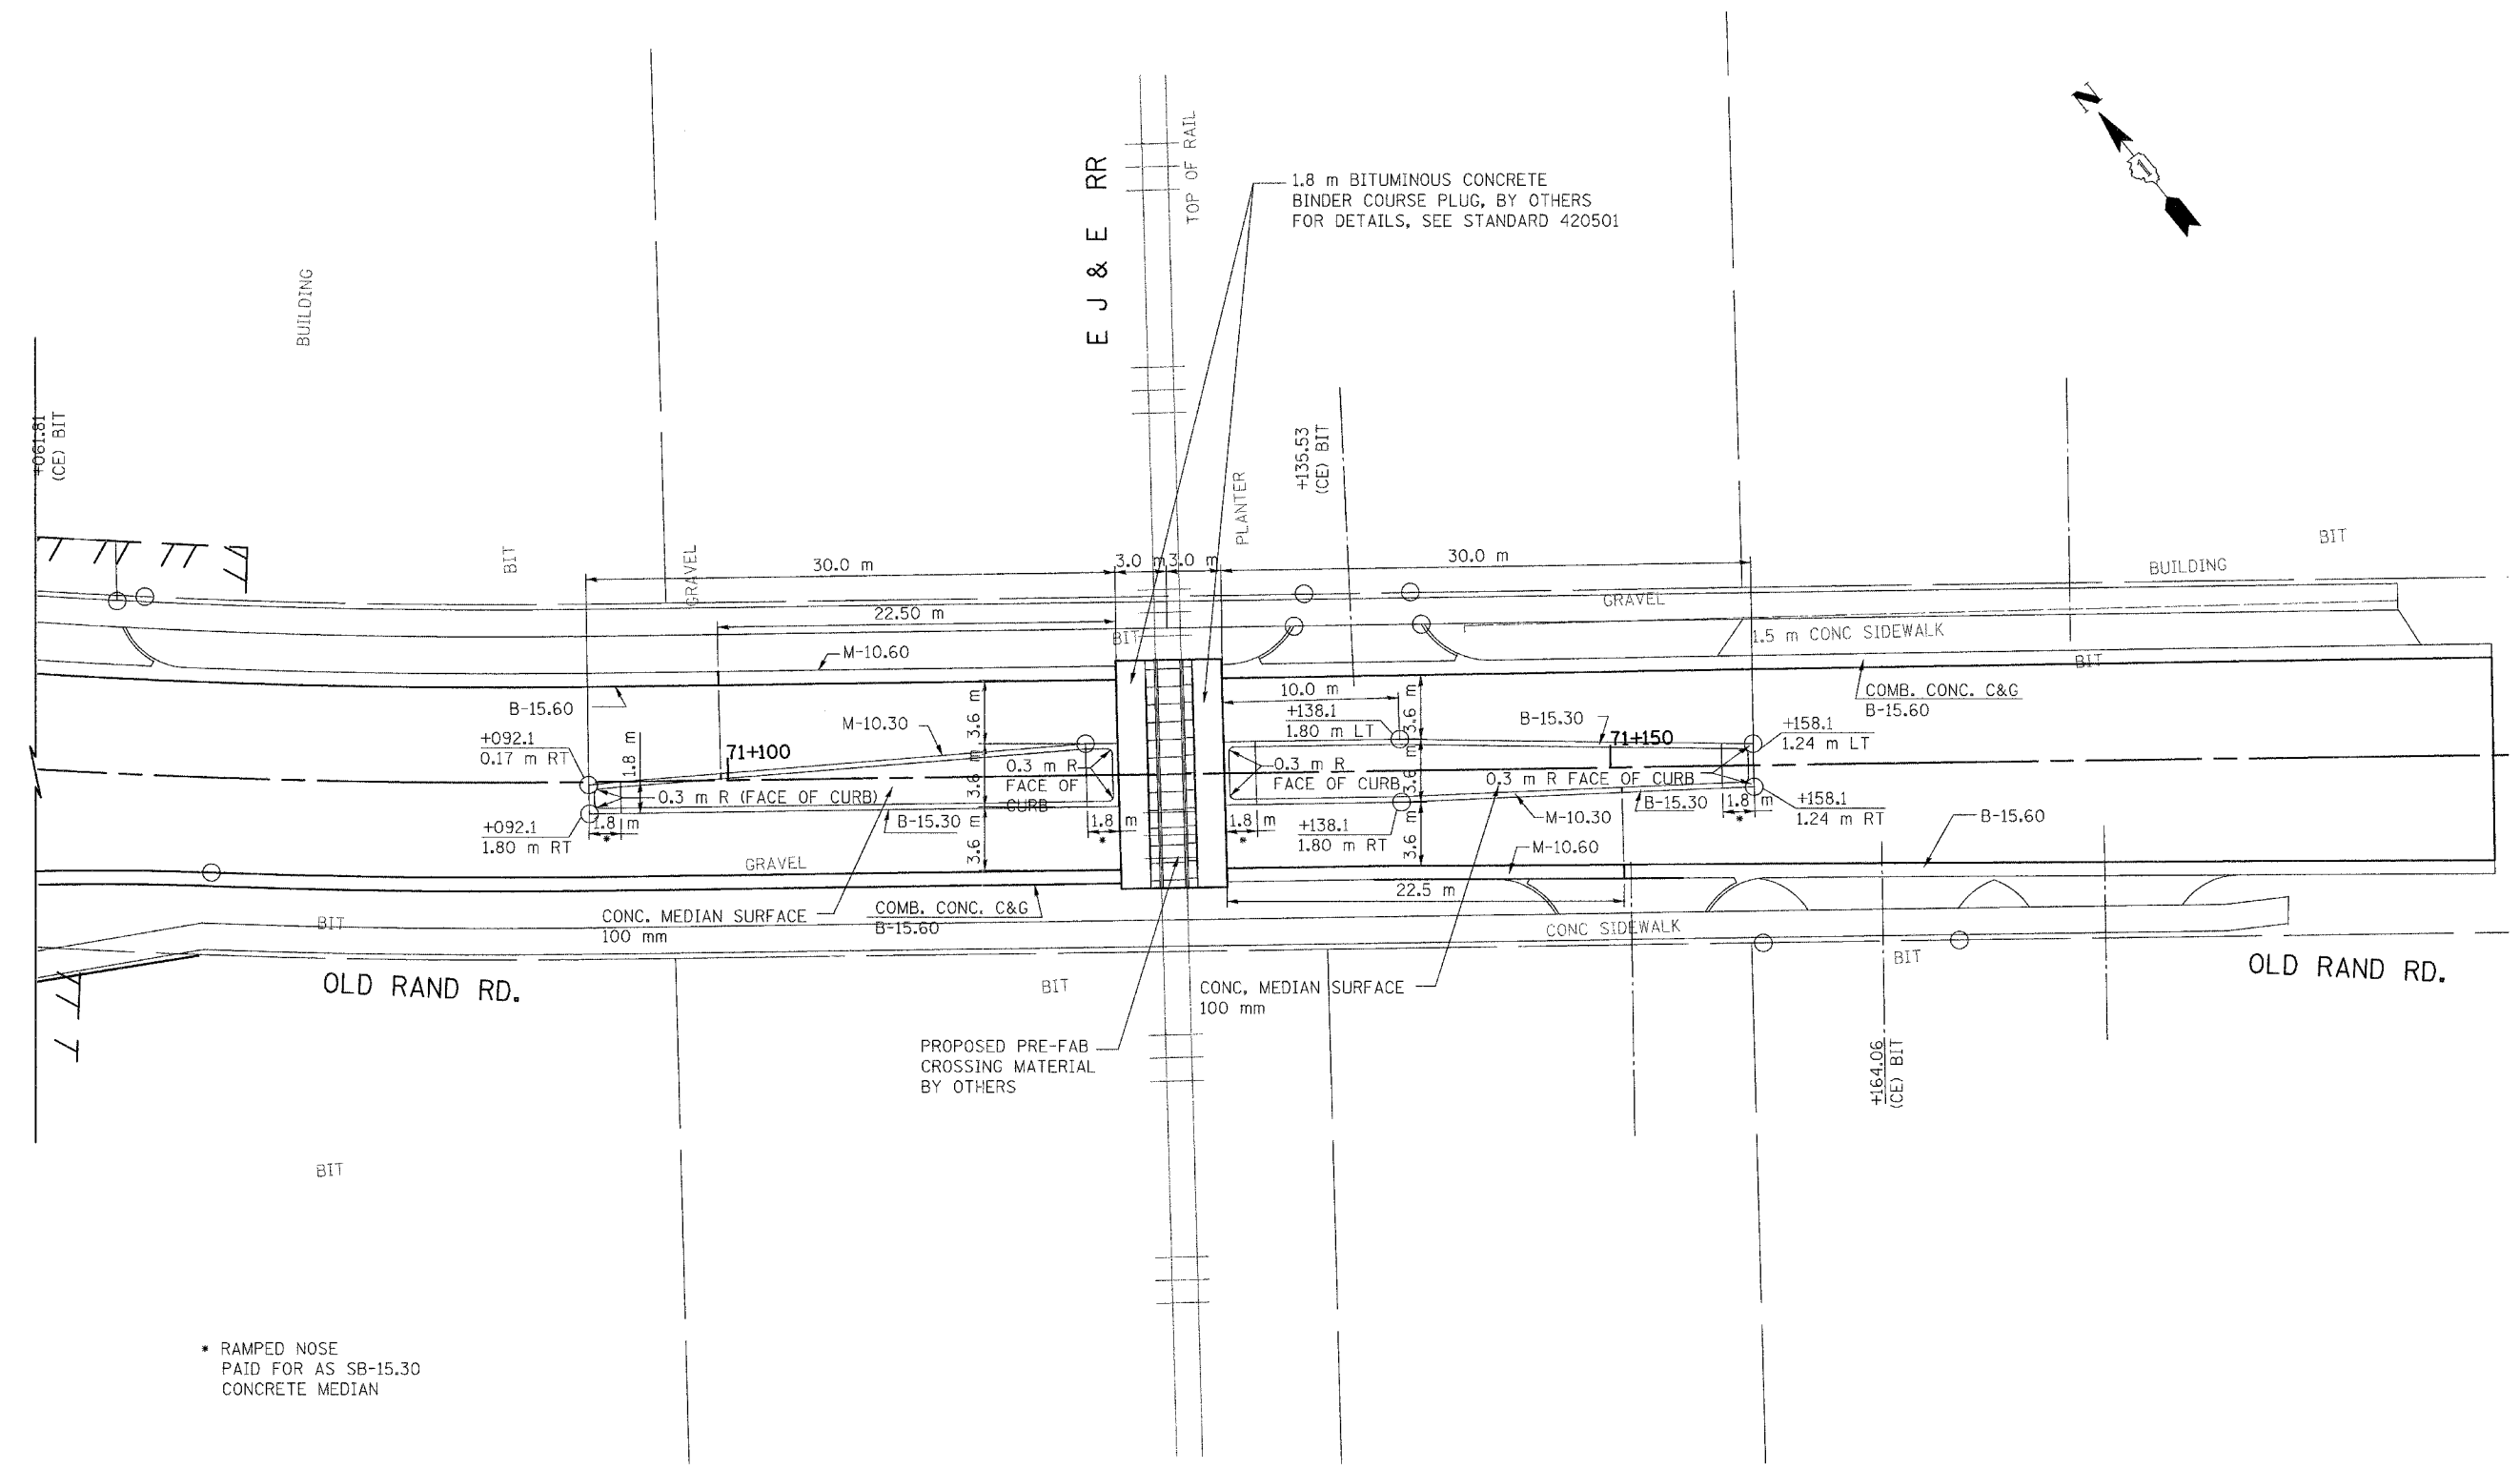 N
1
E J & E RR
TOP OF RAIL
1.8 m BITUMINOUS CONCRETE
BINDER COURSE PLUG, BY OTHERS
FOR DETAILS, SEE STANDARD 420501
BUILDING
+061.81
(CE) BIT
+135.53
(CE) BIT
PLANTER
BIT
GRAVEL
30.0 m
3.0 m
3.0 m
30.0 m
BIT
BUILDING
GRAVEL
22.50 m
BIT
1.5 m CONC SIDEWALK
BIT
M-10.60
B-15.60
COMB. CONC. C&G
B-15.60
10.0 m
3.6 m
3.6 m
+138.1
1.80 m LT
B-15.30
+158.1
1.24 m LT
M-10.30
+092.1
0.17 m RT
1.8 m
71+100
71+150
0.3 m R
FACE OF
CURB
0.3 m R
FACE OF CURB
0.3 m R FACE OF CURB
0.3 m R (FACE OF CURB)
3.6 m
3.6 m
B-15.30
1.8 m
*
+158.1
1.24 m RT
+092.1
1.80 m RT
1.8 m
*
B-15.30
1.8 m
*
1.8 m
*
+138.1
1.80 m RT
M-10.30
B-15.60
3.6 m
3.6 m
M-10.60
GRAVEL
22.5 m
BIT
CONC. MEDIAN SURFACE
100 mm
COMB. CONC. C&G
B-15.60
CONC SIDEWALK
BIT
OLD RAND RD.
OLD RAND RD.
BIT
CONC. MEDIAN SURFACE
100 mm
PROPOSED PRE-FAB
CROSSING MATERIAL
BY OTHERS
+164.06
(CE) BIT
BIT
* RAMPED NOSE
PAID FOR AS SB-15.30
CONCRETE MEDIAN